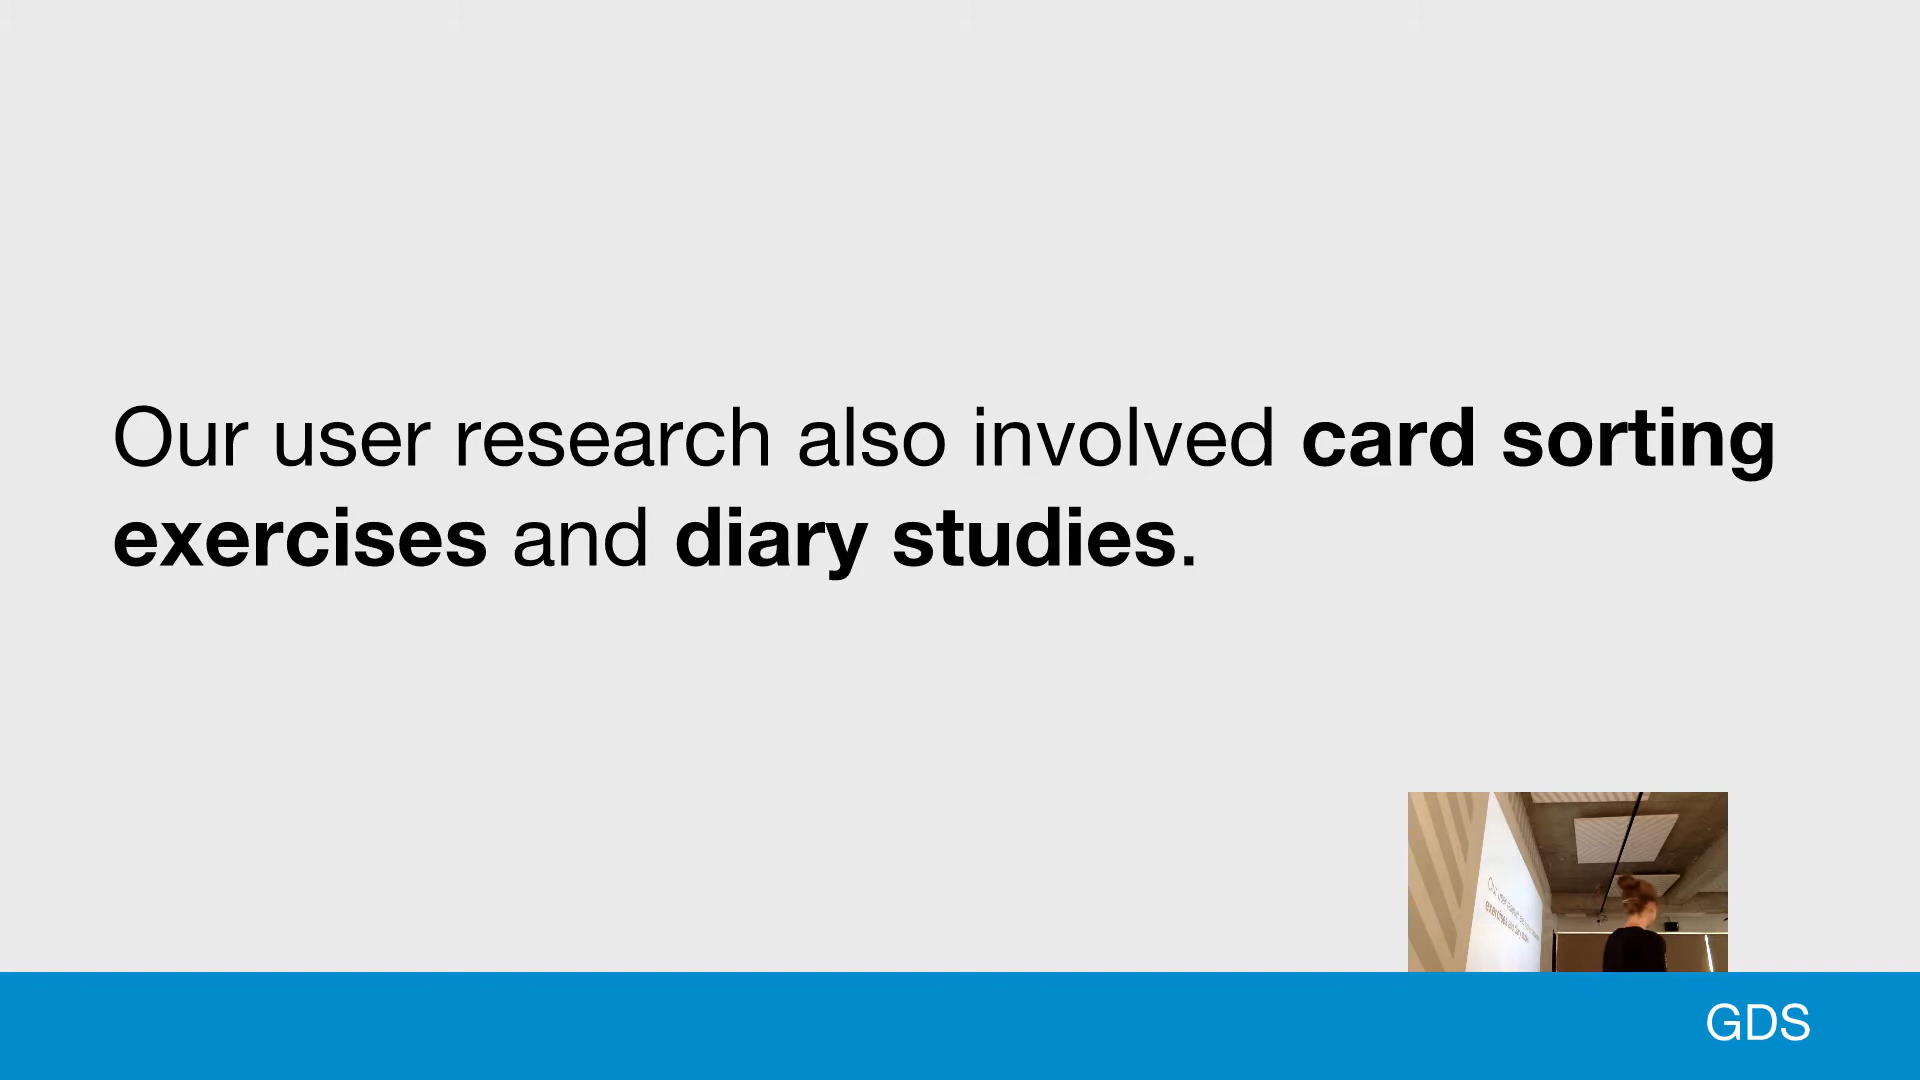 Our user research also involved card sorting
exercises and diary studies.
GDS